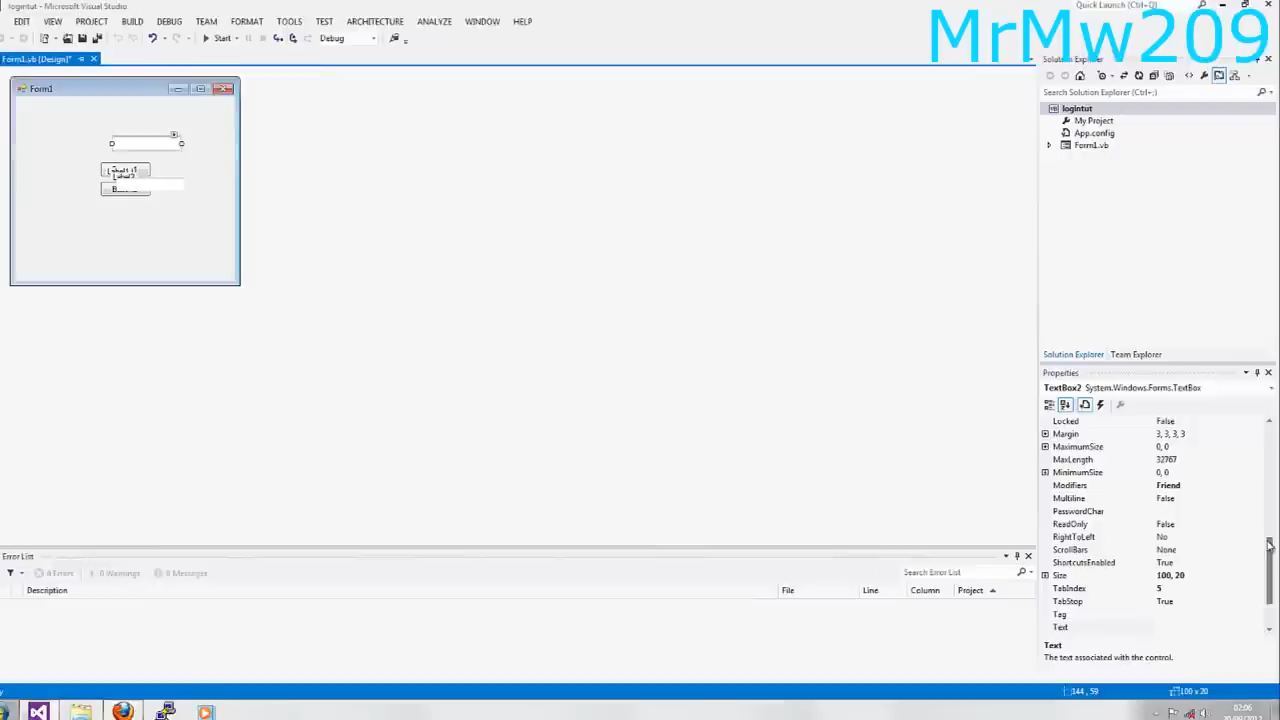 logintut - Microsoft Visual Studio
Quick Launch (Ctrl+Q)
EDIT VIEW PROJECT BUILD DEBUG TEAM FORMAT TOOLS TEST ARCHITECTURE ANALYZE WINDOW HELP
MrMw209
Start Debug
Form1.vb [Design]*
Solution Explorer
Form1
Search Solution Explorer (Ctrl+;)
logintut
My Project
App.config
Form1.vb
Label2
Solution Explorer Team Explorer
Properties
TextBox2 System.Windows.Forms.TextBox
Locked False
Margin 3, 3, 3, 3
MaximumSize 0, 0
MaxLength 32767
MinimumSize 0, 0
Modifiers Friend
Multiline False
PasswordChar
ReadOnly False
RightToLeft No
ScrollBars None
ShortcutsEnabled True
Size 100, 20
TabIndex 5
TabStop True
Tag
Text
Text
The text associated with the control.
Error List
0 Errors 0 Warnings 0 Messages
Search Error List
Description File Line Column Project
144 , 59 100 x 20
02:06